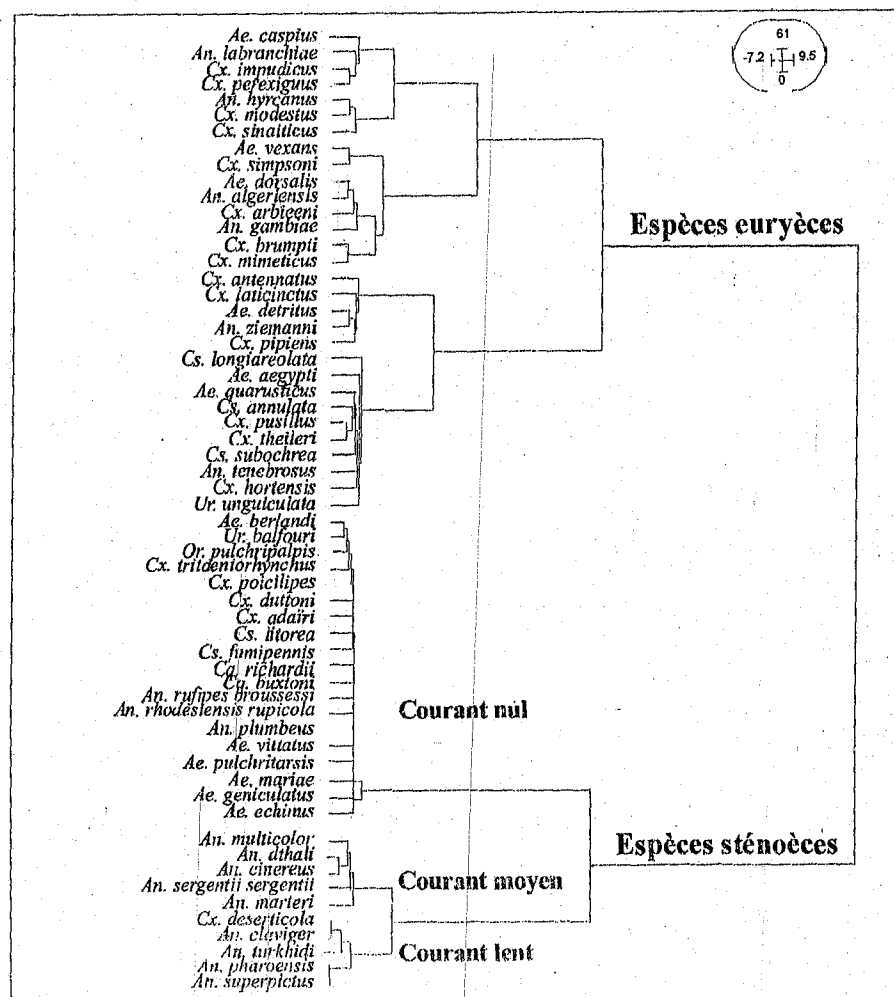 Ae. caspius
An. labranchiae
Cx. impudicus
Cx. perexiguus
An. hyrcanus
Cx. modestus
Cx. sinaiticus
Ae. vexans
Cx. simpsoni
Ae. dorsalis
An. algeriensis
Cx. arbieeni
An. gambiae
Cx. brumpti
Cx. mimeticus
Cx. antennatus
Cx. laticinctus
Ae. detritus
An. ziemanni
Cx. pipiens
Cs. longiareolata
Ae. aegypti
Ae. quarusticus
Cs. annulata
Cx. pusillus
Cx. theileri
Cs. subochrea
An. tenebrosus
Cx. hortensis
Ur. unguiculata
Ae. berlandi
Ur. balfouri
Or. pulchripalpis
Cx. tritaeniorhynchus
Cx. poicilipes
Cx. duttoni
Cx. adairi
Cs. litorea
Cs. fumipennis
Cq. richardii
Cq. buxtoni
An. rufipes broussessi
An. rhodesiensis rupicola
An. plumbeus
Ae. vittatus
Ae. pulchritarsis
Ae. mariae
Ae. geniculatus
Ae. echinus
An. multicolor
An. dthali
An. cinereus
An. sergentii sergentii
An. marteri
Cx. deserticola
An. claviger
An. turkhudi
An. pharoensis
An. superpictus
61
-7.2 9.5
0
Espèces euryèces
Courant nul
Espèces sténoèces
Courant moyen
Courant lent